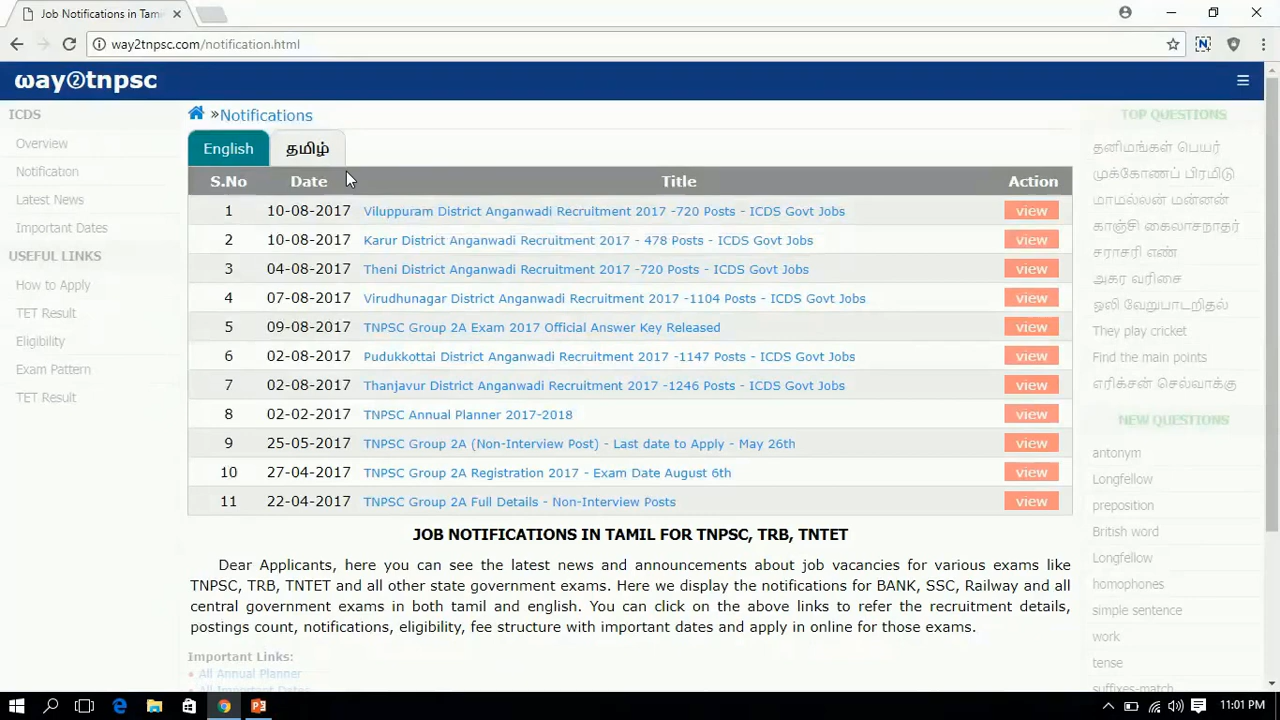 Job Notifications in Tam
way2tnpsc.com/notification.html
way2tnpsc
ICDS
Overview
Notification
Latest News
Important Dates
USEFUL LINKS
How to Apply
TET Result
Eligibility
Exam Pattern
TET Result
»Notifications
English தமிழ்
S.No Date Title Action
1 10-08-2017 Viluppuram District Anganwadi Recruitment 2017 -720 Posts - ICDS Govt Jobs view
2 10-08-2017 Karur District Anganwadi Recruitment 2017 - 478 Posts - ICDS Govt Jobs view
3 04-08-2017 Theni District Anganwadi Recruitment 2017 -720 Posts - ICDS Govt Jobs view
4 07-08-2017 Virudhunagar District Anganwadi Recruitment 2017 -1104 Posts - ICDS Govt Jobs view
5 09-08-2017 TNPSC Group 2A Exam 2017 Official Answer Key Released view
6 02-08-2017 Pudukkottai District Anganwadi Recruitment 2017 -1147 Posts - ICDS Govt Jobs view
7 02-08-2017 Thanjavur District Anganwadi Recruitment 2017 -1246 Posts - ICDS Govt Jobs view
8 02-02-2017 TNPSC Annual Planner 2017-2018 view
9 25-05-2017 TNPSC Group 2A (Non-Interview Post) - Last date to Apply - May 26th view
10 27-04-2017 TNPSC Group 2A Registration 2017 - Exam Date August 6th view
11 22-04-2017 TNPSC Group 2A Full Details - Non-Interview Posts view
JOB NOTIFICATIONS IN TAMIL FOR TNPSC, TRB, TNTET
Dear Applicants, here you can see the latest news and announcements about job vacancies for various exams like
TNPSC, TRB, TNTET and all other state government exams. Here we display the notifications for BANK, SSC, Railway and all
central government exams in both tamil and english. You can click on the above links to refer the recruitment details,
postings count, notifications, eligibility, fee structure with important dates and apply in online for those exams.
Important Links:
• All Annual Planner
• All Important Dates
TOP QUESTIONS
தனிமங்கள் பெயர்
முக்கோணப் பிரமிடு
மாமல்லன் மன்னன்
காஞ்சி கைலாசநாதர்
சராசரி எண்
அகர வரிசை
ஒலி வேறுபாடறிதல்
They play cricket
Find the main points
எரிக்சன் செல்வாக்கு
NEW QUESTIONS
antonym
Longfellow
preposition
British word
Longfellow
homophones
simple sentence
work
tense
suffixes-match
11:01 PM